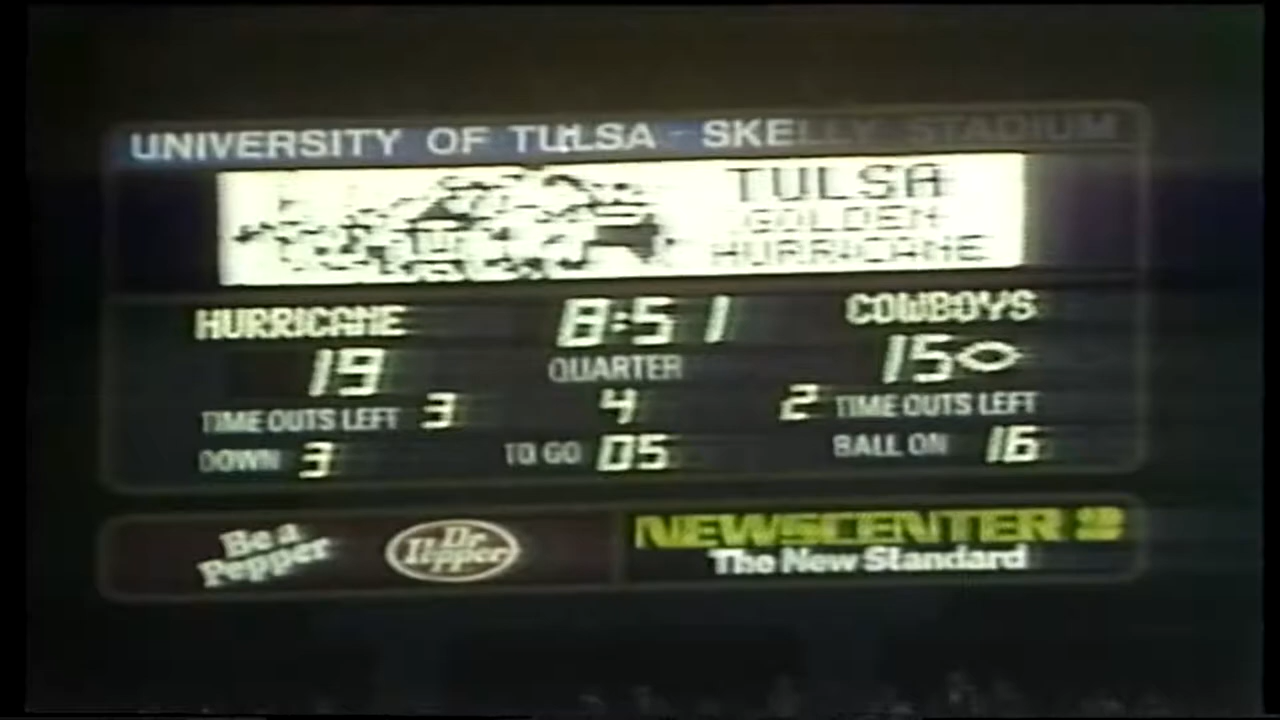 UNIVERSITY OF TULSA - SKELLY STADIUM
TULSA
GOLDEN
HURRICANE
HURRICANE 8:51 COWBOYS
19 QUARTER 15
TIME OUTS LEFT 3 4 2 TIME OUTS LEFT
DOWN 3 TO GO 05 BALL ON 16
Be a
Pepper
Dr
Pepper
NEWSCENTER 2
The New Standard